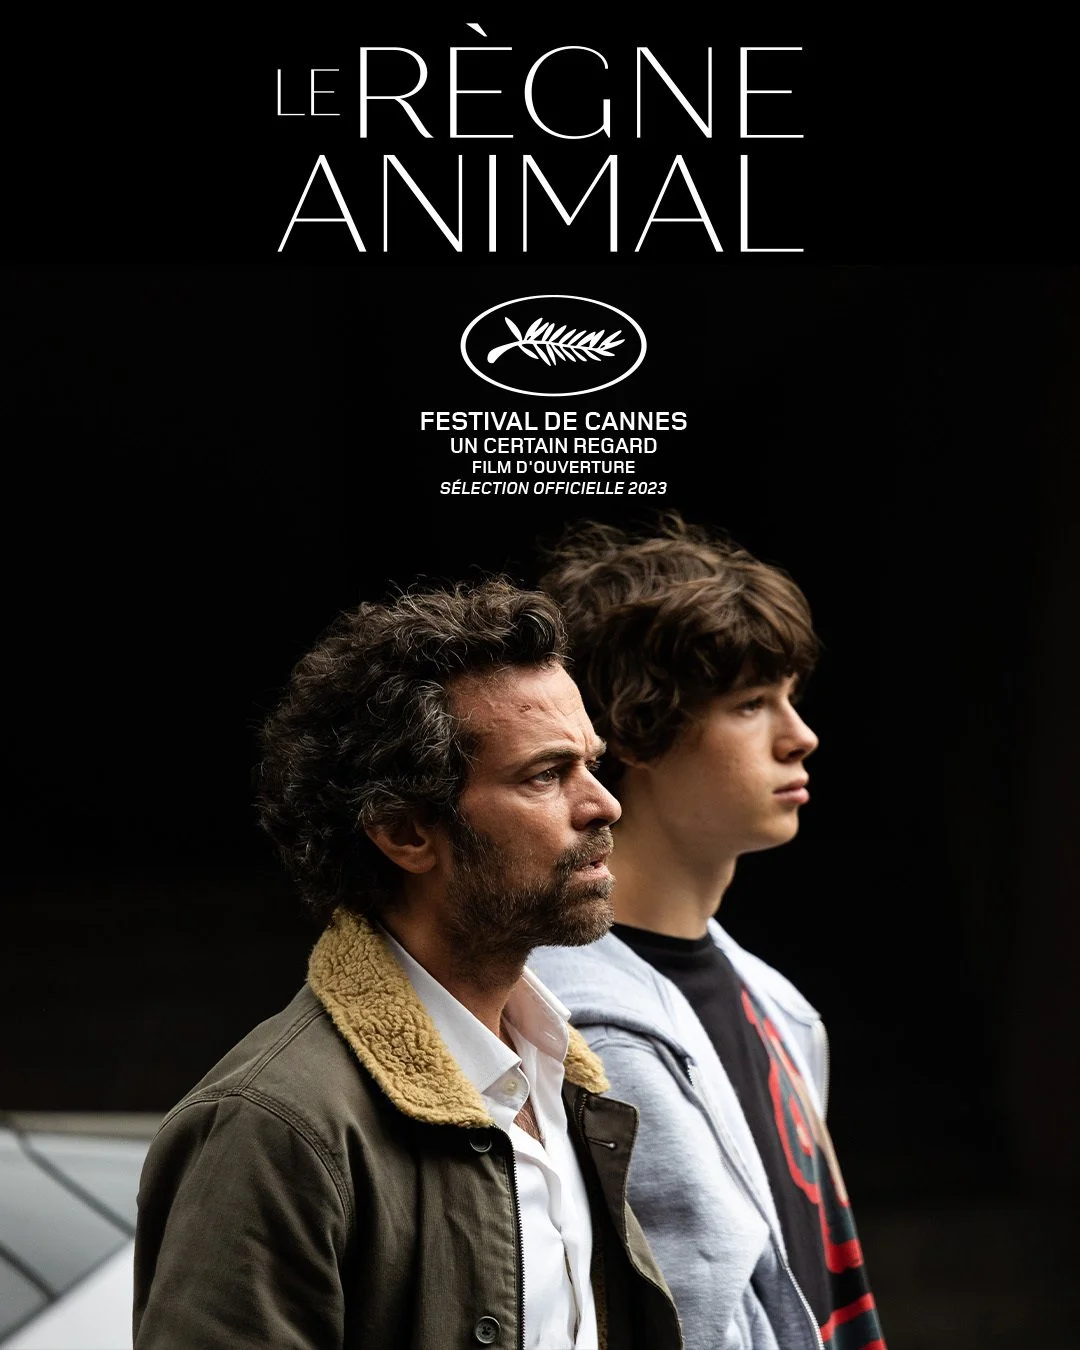 LE RÈGNE
ANIMAL
FESTIVAL DE CANNES
UN CERTAIN REGARD
FILM D'OUVERTURE
SÉLECTION OFFICIELLE 2023